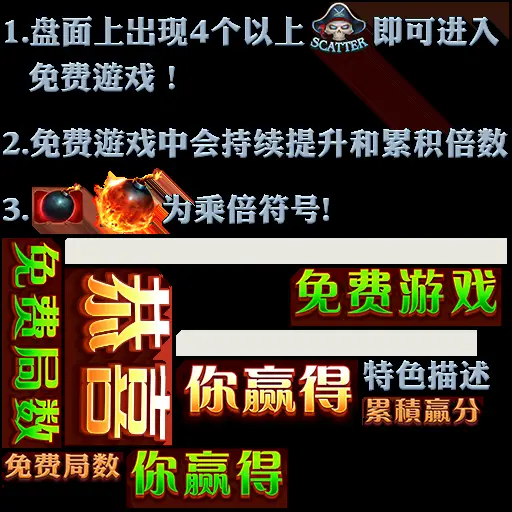 1.盘面上出现4个以上 SCATTER 即可进入
免费遊戏！
2.免费遊戏中会持续提升和累积倍数
3. 为乘倍符号!
免费局数
恭喜
免费游戏
你赢得
特色描述
累積赢分
免费局数
你赢得